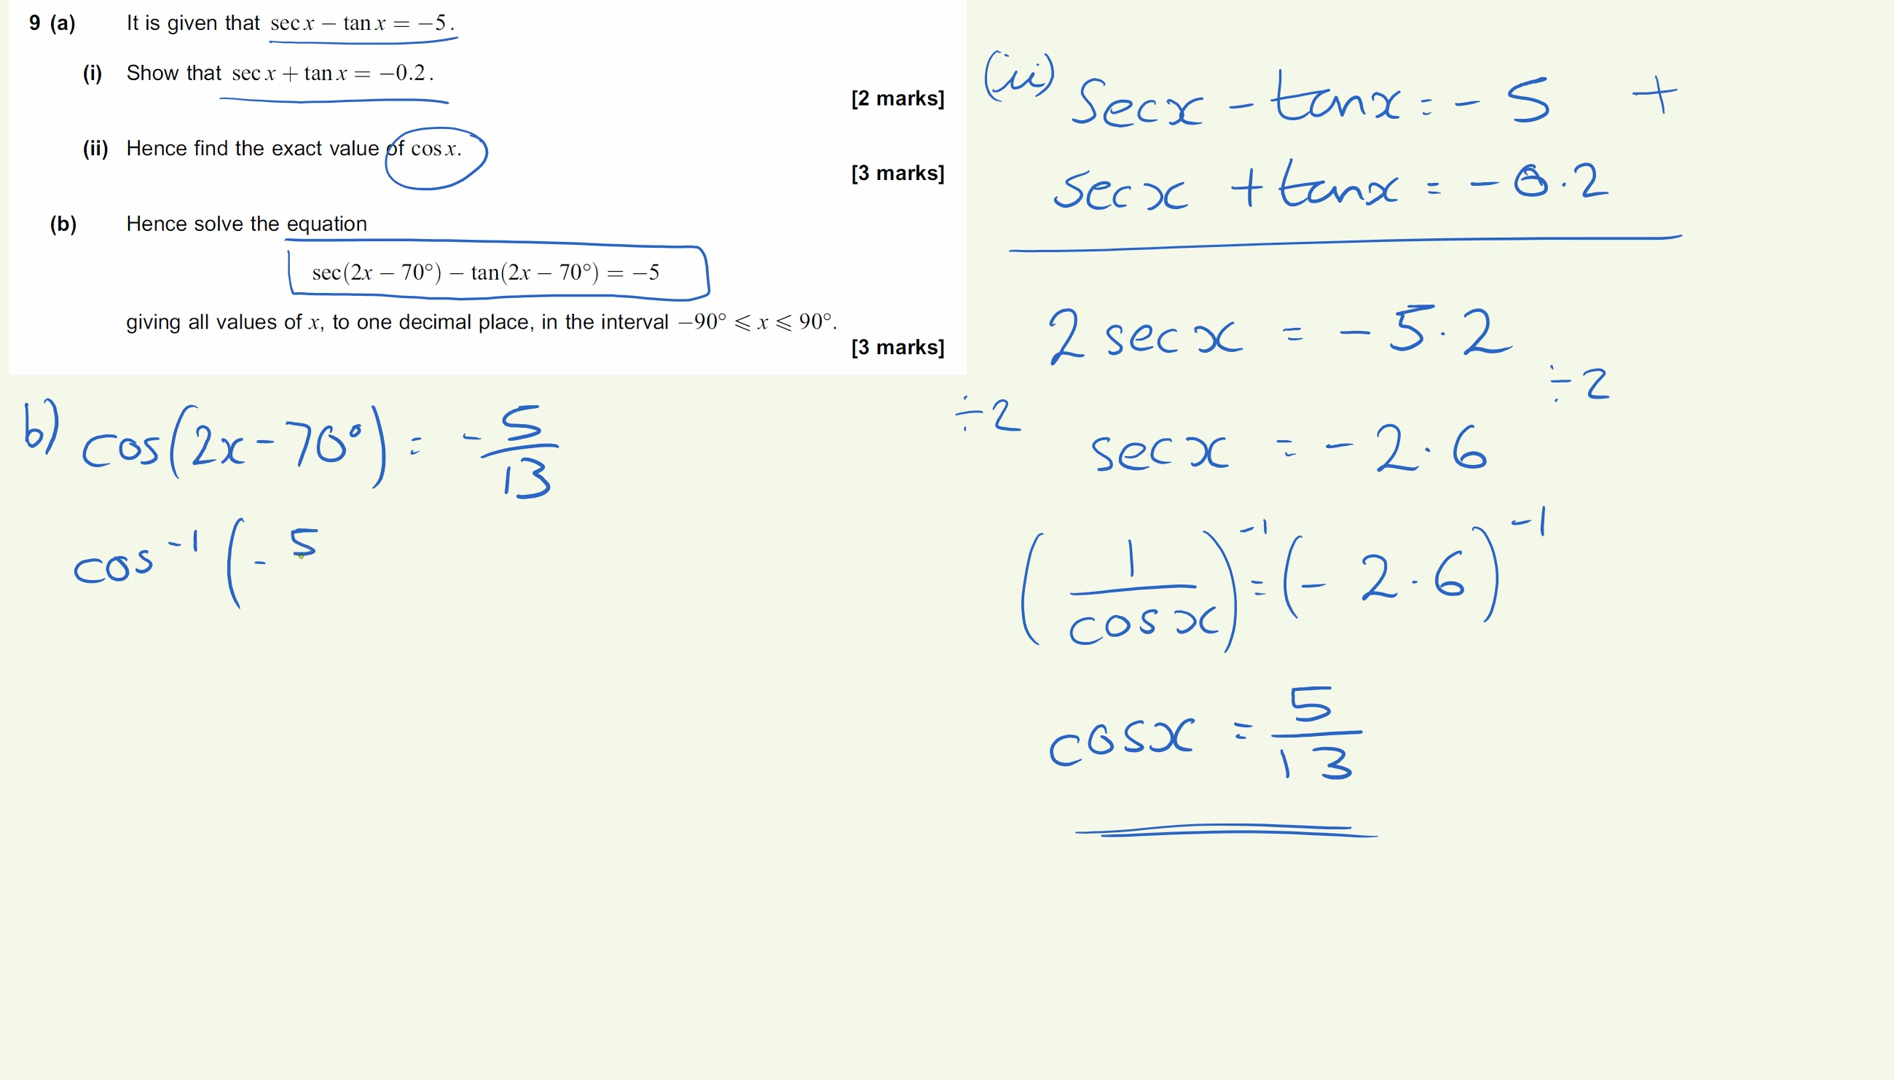 9 (a) It is given that sec x − tan x = −5.
(i) Show that sec x + tan x = −0.2.
[2 marks]
(ii) Hence find the exact value of cos x.
[3 marks]
(b) Hence solve the equation
sec(2x − 70°) − tan(2x − 70°) = −5
giving all values of x, to one decimal place, in the interval −90° ⩽ x ⩽ 90°.
[3 marks]
(ii) Secx − tanx = − 5 +
secx + tanx = − 0.2
2 secx = − 5.2
÷2 ÷2
secx = − 2.6
(1/cosx)⁻¹ = (− 2.6)⁻¹
cosx = 5/13
b) cos(2x − 70°) = − 5/13
cos⁻¹(− 5